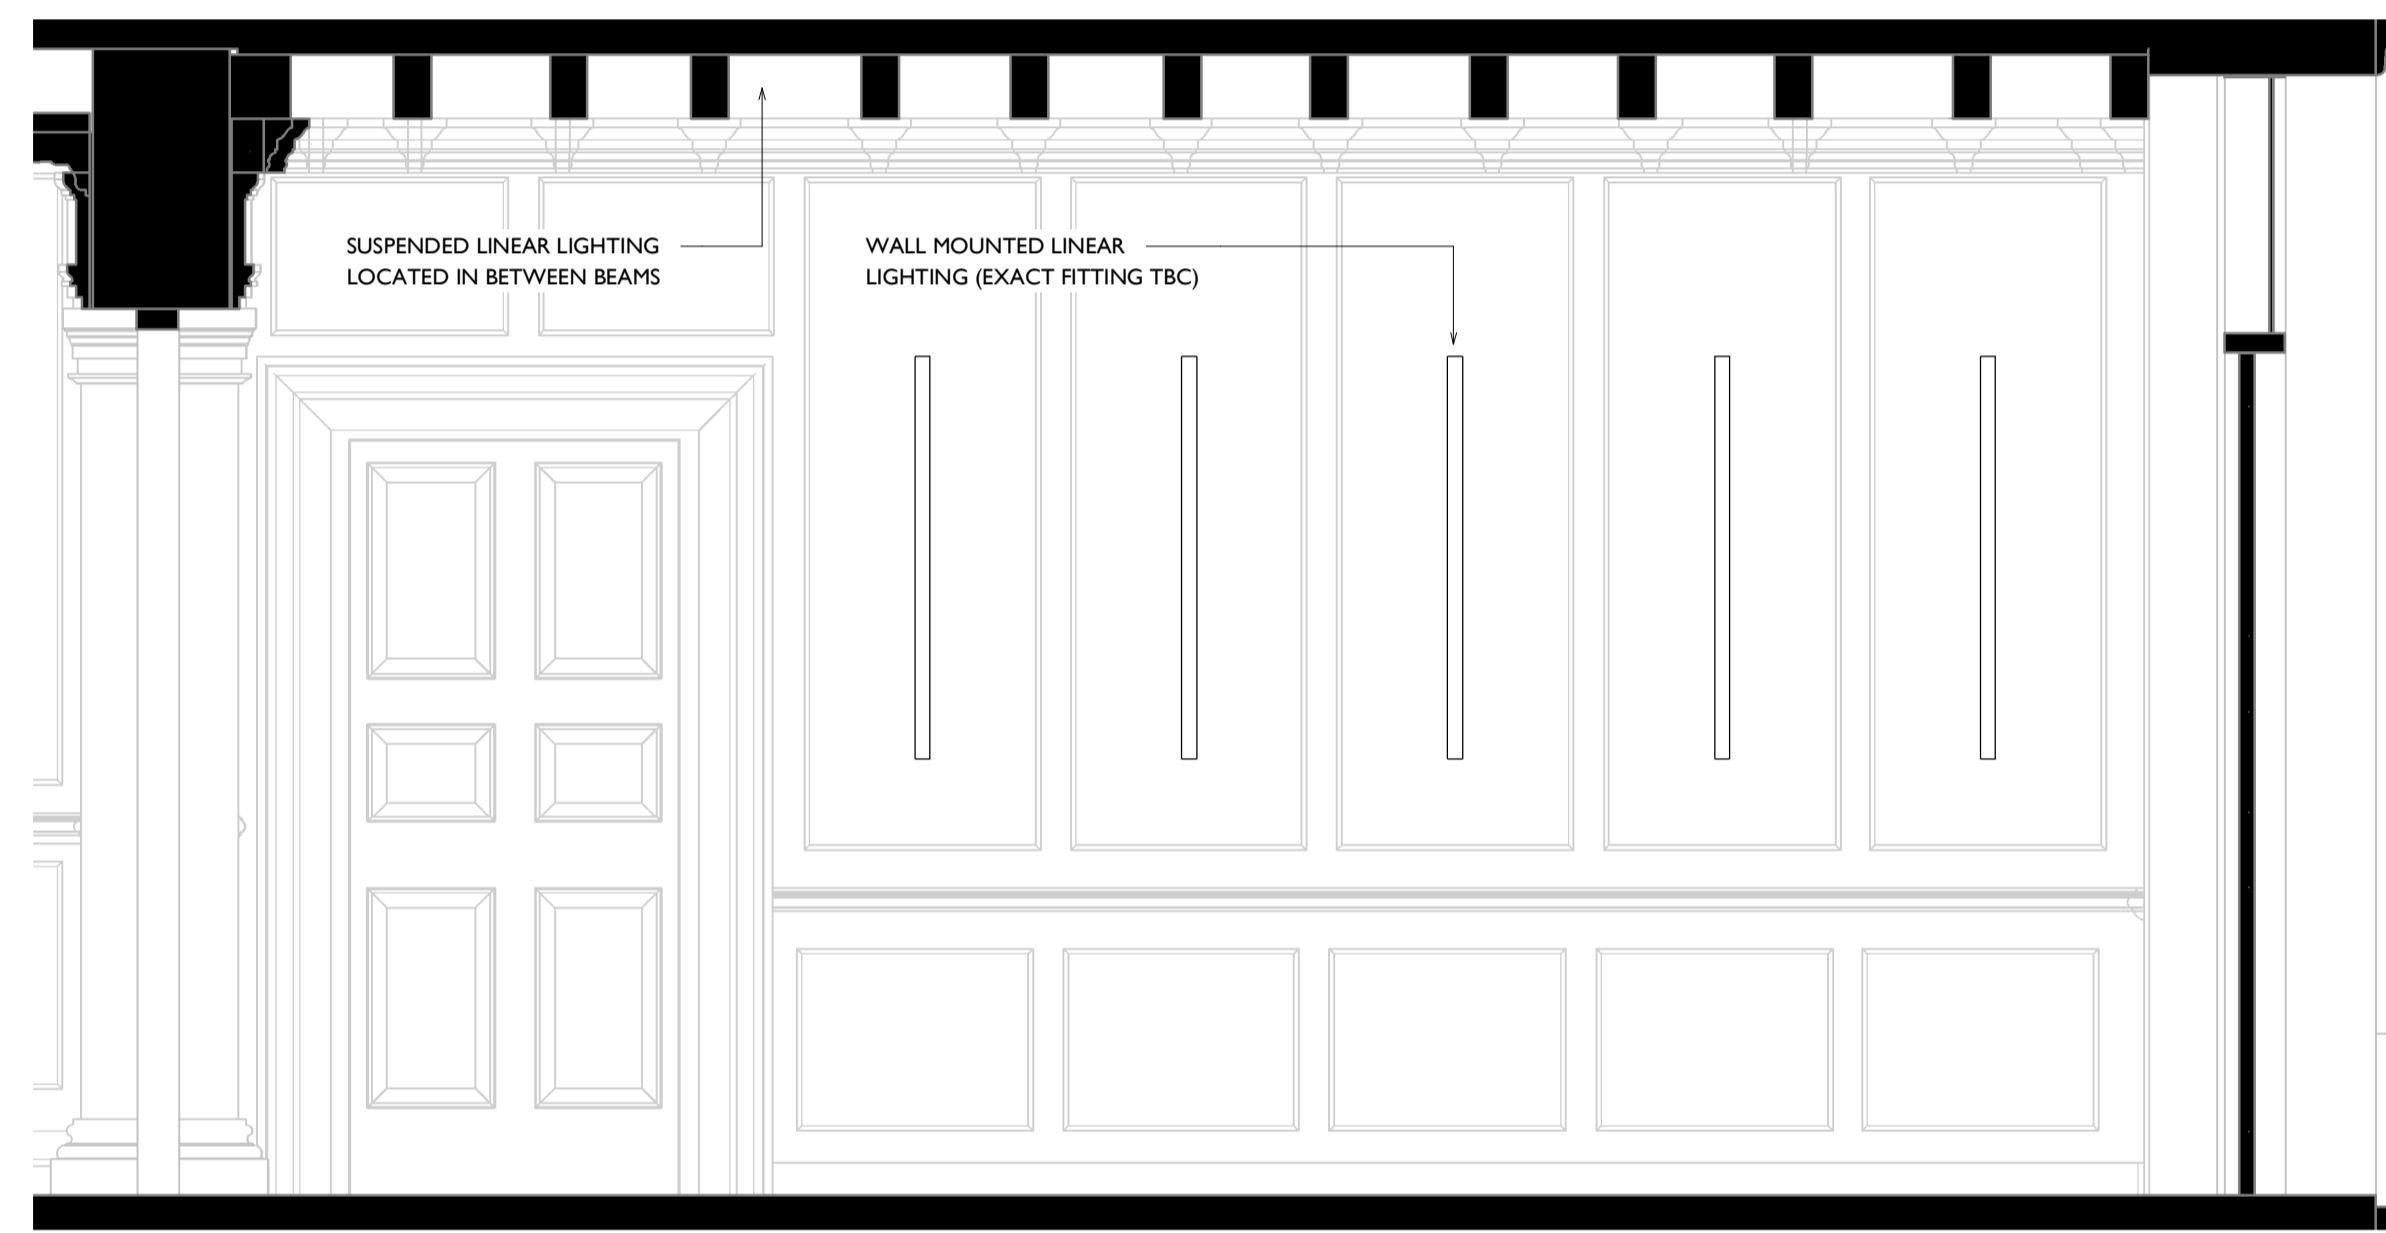 SUSPENDED LINEAR LIGHTING
LOCATED IN BETWEEN BEAMS
WALL MOUNTED LINEAR
LIGHTING (EXACT FITTING TBC)